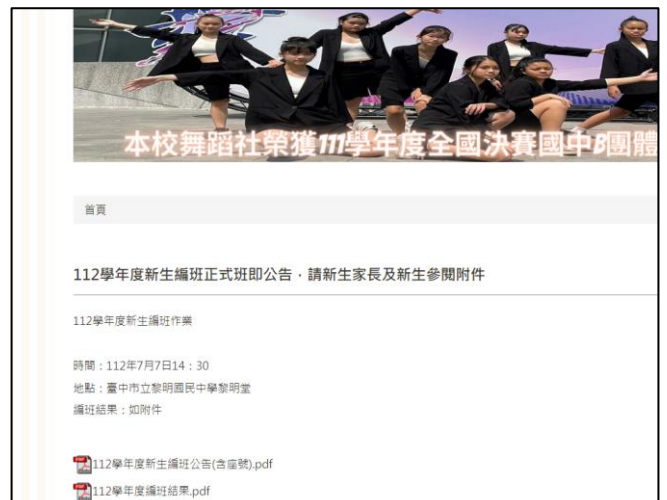 本校舞蹈社榮獲111學年度全國決賽國中B團體
首頁
112學年度新生編班正式班即公告，請新生家長及新生參閱附件
112學年度新生編班作業
時間：112年7月7日14：30
地點：臺中市立黎明國民中學黎明堂
編班結果：如附件
112學年度新生編班公告(含座號).pdf
112學年度編班結果.pdf